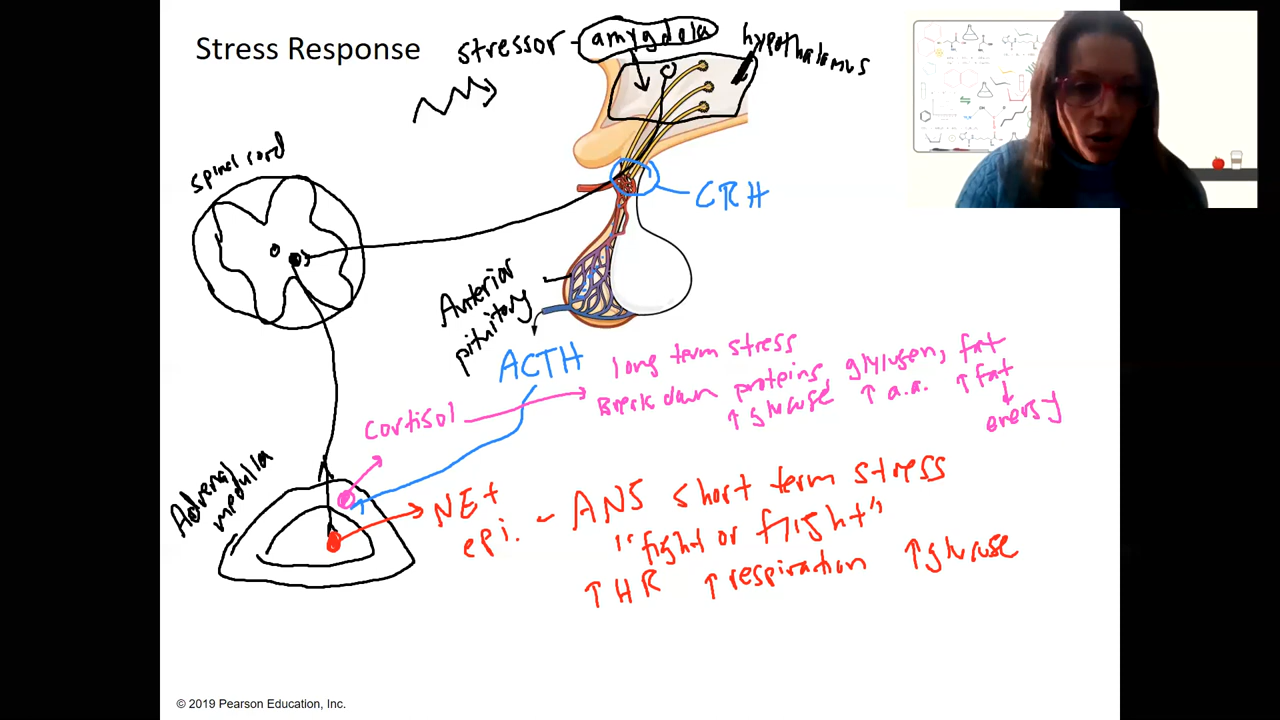 Stress Response
stressor - amygdala
hypothalamus
spinal cord
CRH
Anterior
pituitary
ACTH
long term stress
Break down proteins, glylogen, fat
↑ glucose ↑ a.a. ↑ fat
energy
cortisol
Adrenal
medulla
NE +
epi. - ANS short term stress
"fight or flight"
↑ HR ↑ respiration ↑ glucose
© 2019 Pearson Education, Inc.